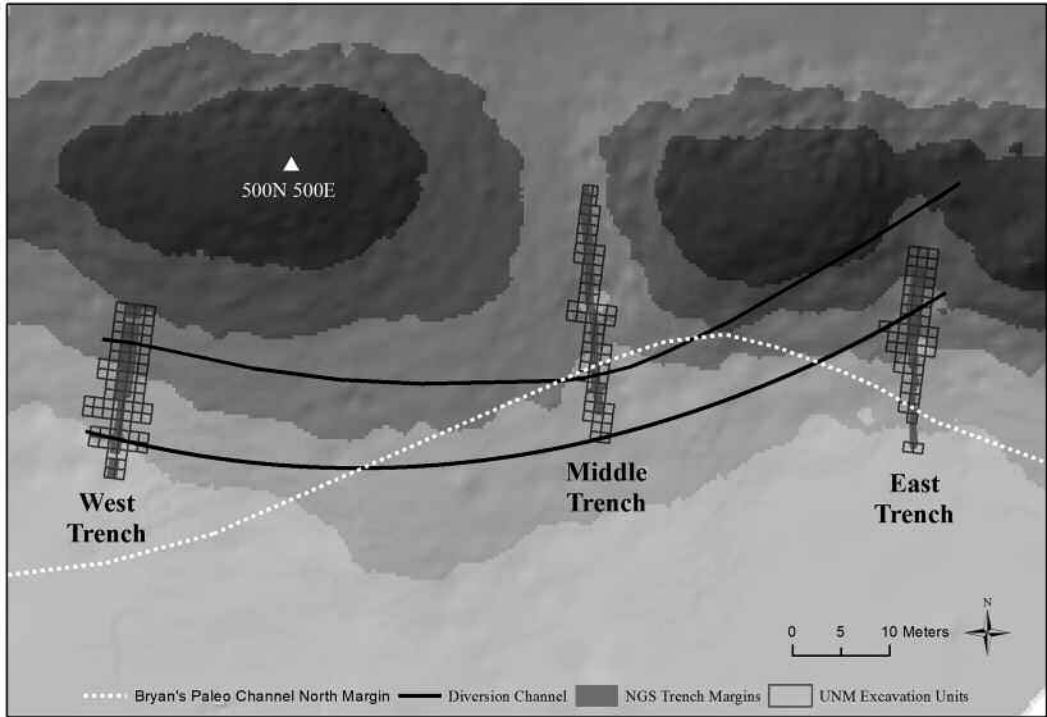 500N 500E
West
Trench
Middle
Trench
East
Trench
N
0 5 10 Meters
Bryan's Paleo Channel North Margin Diversion Channel NGS Trench Margins UNM Excavation Units